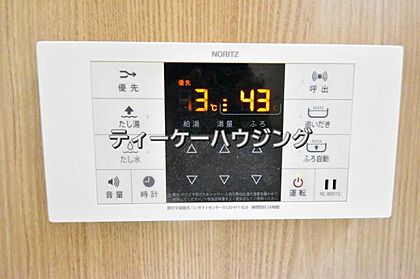 NORITZ
優先
優先
呼出
3℃ 43
給湯 湯量 ふろ
たし湯
追いだき
ティーケーハウジング
たし水
ふろ自動
音量
時計
運転
RC-8001S